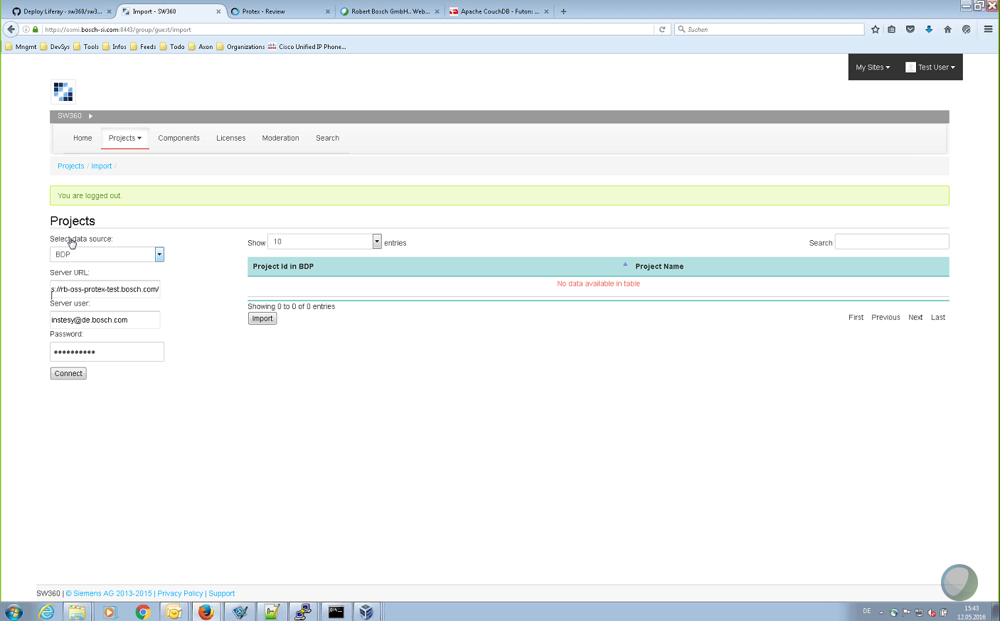 Deploy Liferay · sw360/sw3...
Import - SW360
Protex - Review
Robert Bosch GmbH.. Web...
Apache CouchDB - Futon: ...
https://osmi.bosch-si.com:8443/group/guest/import
Suchen
Mngmt DevSys Tools Infos Feeds Todo Axon Organizations Cisco Unified IP Phone...
My Sites Test User
SW360
Home Projects Components Licenses Moderation Search
Projects / Import /
You are logged out.
Projects
Select data source:
BDP
Server URL:
s://rb-oss-protex-test.bosch.com/
Server user:
instesy@de.bosch.com
Password:
••••••••••
Connect
Show 10 entries
Search
Project Id in BDP Project Name
No data available in table
Showing 0 to 0 of 0 entries
Import
First Previous Next Last
SW360 | © Siemens AG 2013-2015 | Privacy Policy | Support
DE
15:43
12.05.2016